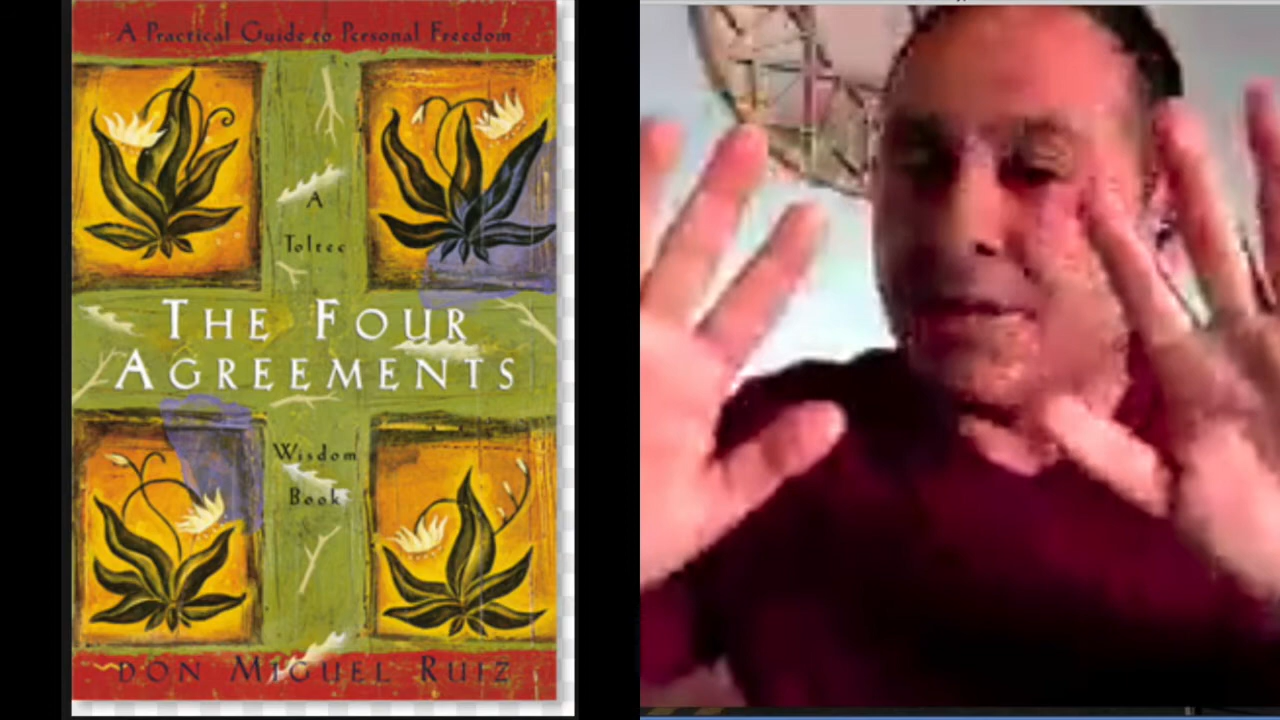 A Practical Guide to Personal Freedom
A
Toltec
THE FOUR
AGREEMENTS
Wisdom
Book
DON MIGUEL RUIZ